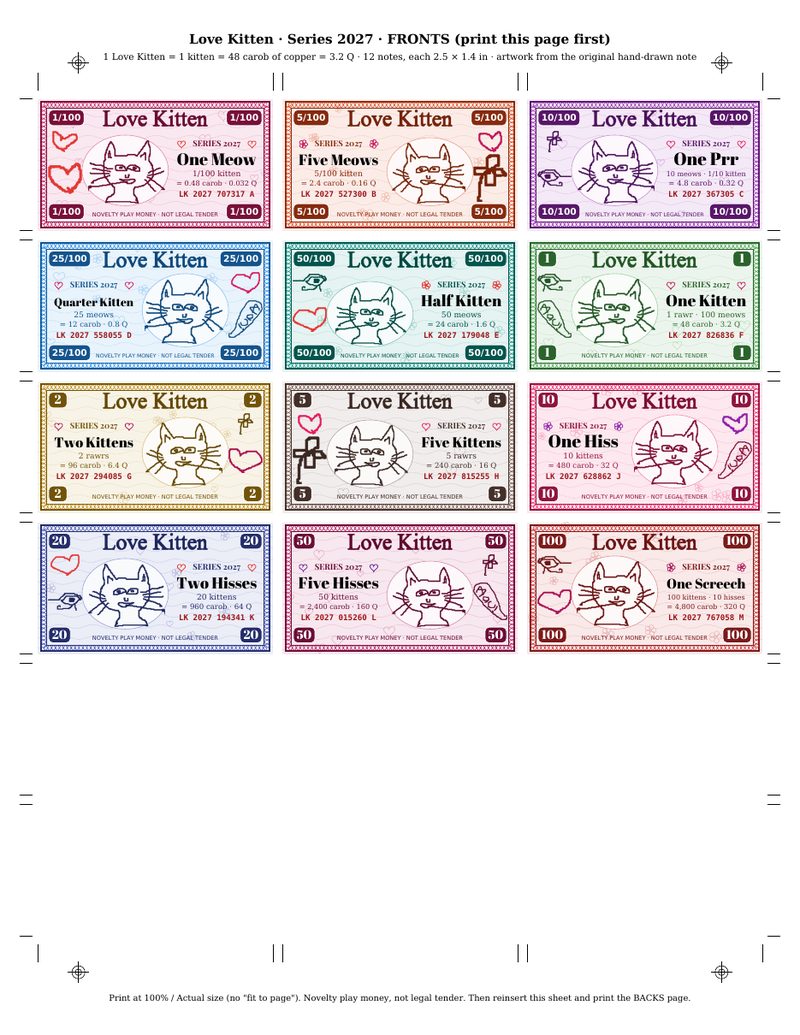 Love Kitten · Series 2027 · FRONTS (print this page first)
1 Love Kitten = 1 kitten = 48 carob of copper = 3.2 Q · 12 notes, each 2.5 × 1.4 in · artwork from the original hand-drawn note
1/100 Love Kitten 1/100
SERIES 2027
One Meow
1/100 kitten
= 0.48 carob · 0.032 Q
LK 2027 707317 A
1/100 NOVELTY PLAY MONEY · NOT LEGAL TENDER 1/100
5/100 Love Kitten 5/100
SERIES 2027
Five Meows
5/100 kitten
= 2.4 carob · 0.16 Q
LK 2027 527300 B
5/100 NOVELTY PLAY MONEY · NOT LEGAL TENDER 5/100
10/100 Love Kitten 10/100
SERIES 2027
One Prr
10 meows · 1/10 kitten
= 4.8 carob · 0.32 Q
LK 2027 367305 C
10/100 NOVELTY PLAY MONEY · NOT LEGAL TENDER 10/100
25/100 Love Kitten 25/100
SERIES 2027
Quarter Kitten
25 meows
= 12 carob · 0.8 Q
LK 2027 558055 D
25/100 NOVELTY PLAY MONEY · NOT LEGAL TENDER 25/100
50/100 Love Kitten 50/100
SERIES 2027
Half Kitten
50 meows
= 24 carob · 1.6 Q
LK 2027 179048 E
50/100 NOVELTY PLAY MONEY · NOT LEGAL TENDER 50/100
1 Love Kitten 1
SERIES 2027
One Kitten
1 rawr · 100 meows
= 48 carob · 3.2 Q
LK 2027 826836 F
1 NOVELTY PLAY MONEY · NOT LEGAL TENDER 1
2 Love Kitten 2
SERIES 2027
Two Kittens
2 rawrs
= 96 carob · 6.4 Q
LK 2027 294085 G
2 NOVELTY PLAY MONEY · NOT LEGAL TENDER 2
5 Love Kitten 5
SERIES 2027
Five Kittens
5 rawrs
= 240 carob · 16 Q
LK 2027 815255 H
5 NOVELTY PLAY MONEY · NOT LEGAL TENDER 5
10 Love Kitten 10
SERIES 2027
One Hiss
10 kittens
= 480 carob · 32 Q
LK 2027 628862 J
10 NOVELTY PLAY MONEY · NOT LEGAL TENDER 10
20 Love Kitten 20
SERIES 2027
Two Hisses
20 kittens
= 960 carob · 64 Q
LK 2027 194341 K
20 NOVELTY PLAY MONEY · NOT LEGAL TENDER 20
50 Love Kitten 50
SERIES 2027
Five Hisses
50 kittens
= 2,400 carob · 160 Q
LK 2027 015260 L
50 NOVELTY PLAY MONEY · NOT LEGAL TENDER 50
100 Love Kitten 100
SERIES 2027
One Screech
100 kittens · 10 hisses
= 4,800 carob · 320 Q
LK 2027 767058 M
100 NOVELTY PLAY MONEY · NOT LEGAL TENDER 100
Print at 100% / Actual size (no "fit to page"). Novelty play money, not legal tender. Then reinsert this sheet and print the BACKS page.